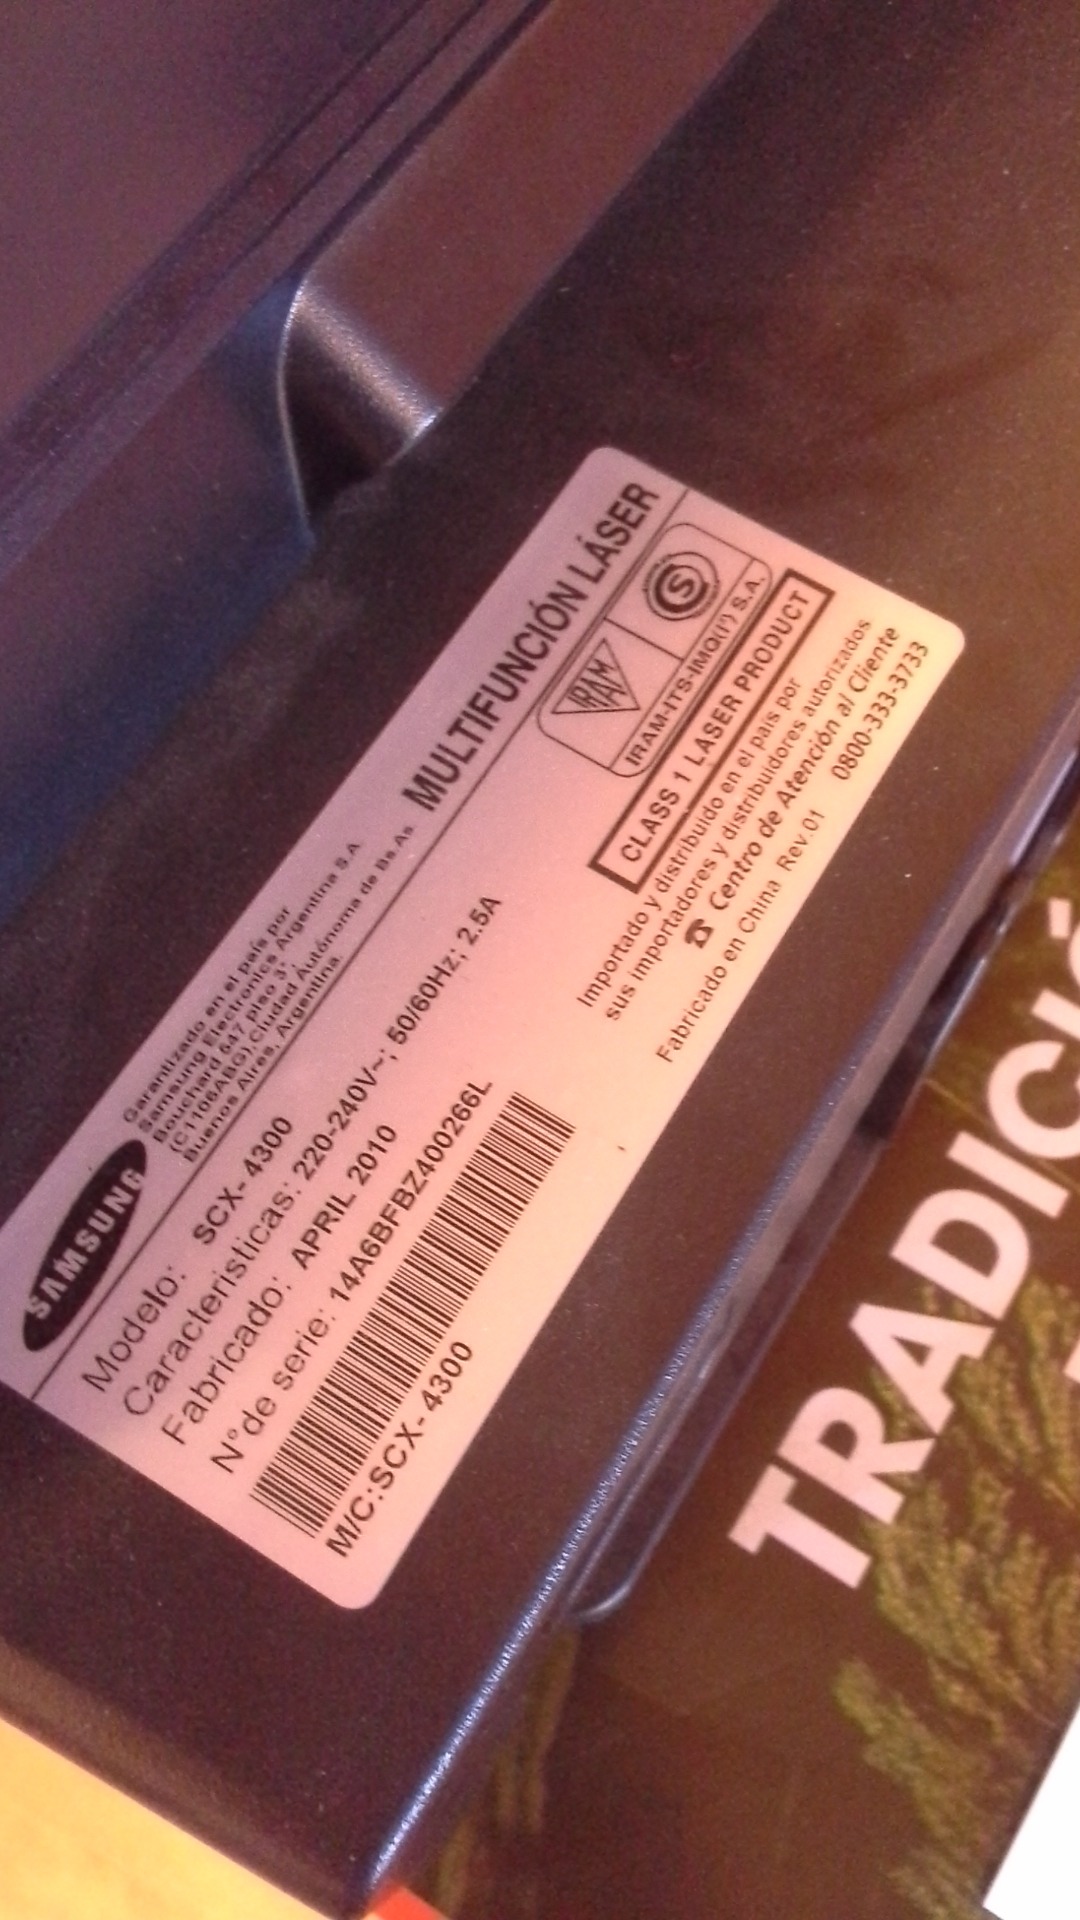 SAMSUNG
Garantizado en el país por
Samsung Electronics Argentina S.A
Bouchard 547 piso 3°
(C1106ABG),Ciudad Autónoma de Bs.As
Buenos Aires, Argentina.
MULTIFUNCIÓN LÁSER
Modelo: SCX-4300
Características: 220-240V~; 50/60Hz; 2.5A
Fabricado: APRIL 2010
N°de serie: 14A6BFBZ400266L
M/C:SCX-4300
IRAM
S
IRAM-ITS-IMQ(I²) S.A.
CLASS 1 LASER PRODUCT
Importado y distribuido en el país por
sus importadores y distribuidores autorizados
☎ Centro de Atención al Cliente
0800-333-3733
Fabricado en China Rev.01
TRADICIÓ